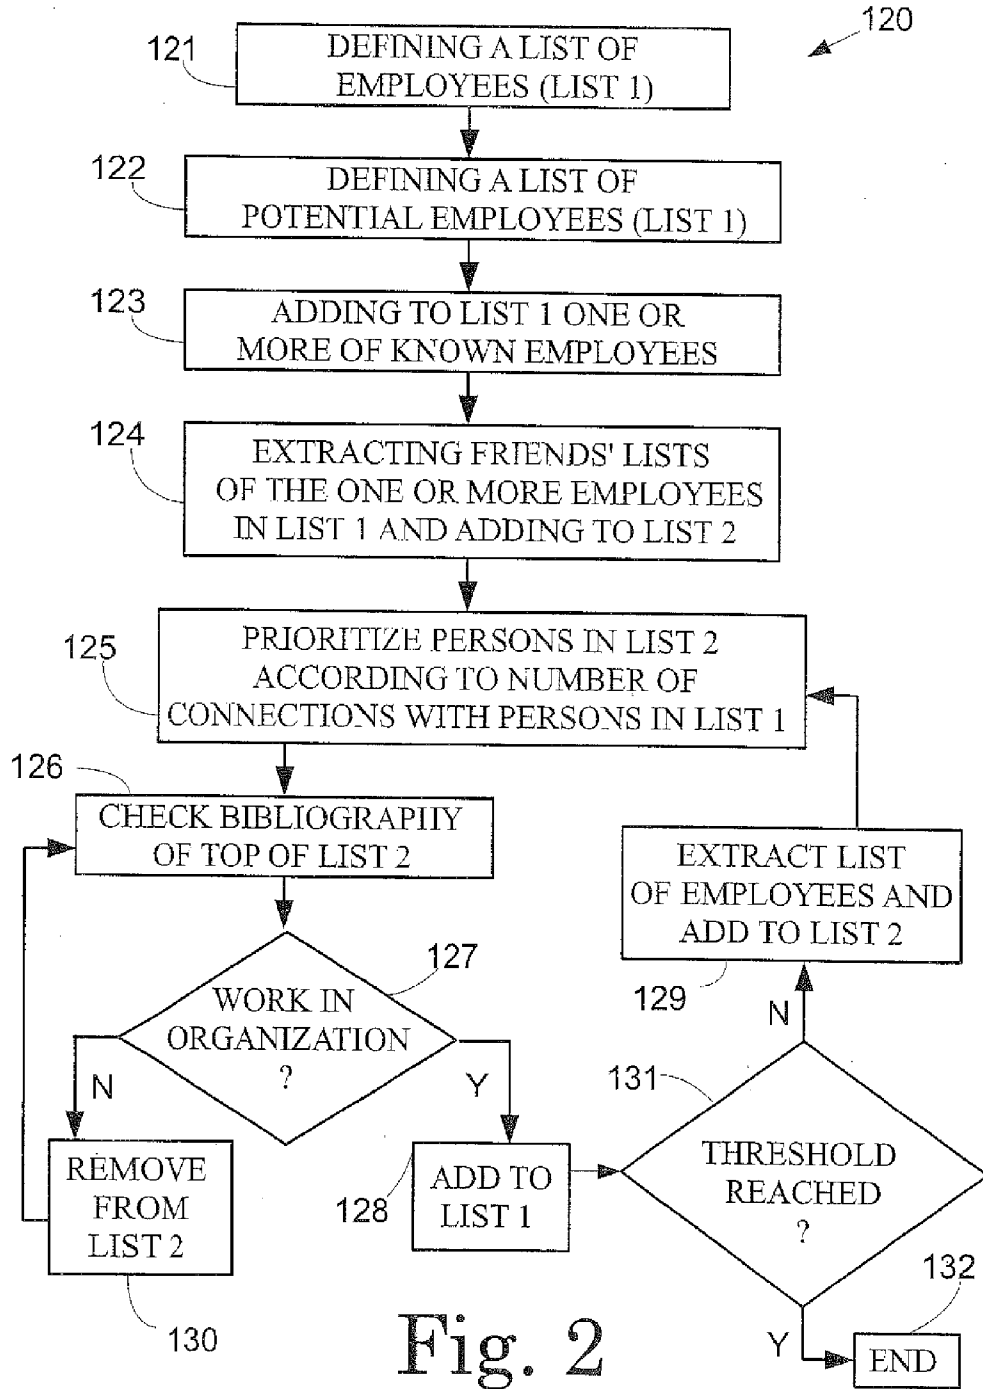 120
121
DEFINING A LIST OF
EMPLOYEES (LIST 1)
122
DEFINING A LIST OF
POTENTIAL EMPLOYEES (LIST 1)
123
ADDING TO LIST 1 ONE OR
MORE OF KNOWN EMPLOYEES
124
EXTRACTING FRIENDS' LISTS
OF THE ONE OR MORE EMPLOYEES
IN LIST 1 AND ADDING TO LIST 2
125
PRIORITIZE PERSONS IN LIST 2
ACCORDING TO NUMBER OF
CONNECTIONS WITH PERSONS IN LIST 1
126
CHECK BIBLIOGRAPHY
OF TOP OF LIST 2
127
WORK IN
ORGANIZATION
?
N
Y
REMOVE
FROM
LIST 2
130
ADD TO
LIST 1
128
EXTRACT LIST
OF EMPLOYEES AND
ADD TO LIST 2
129
N
131
THRESHOLD
REACHED
?
Y
132
END
Fig. 2